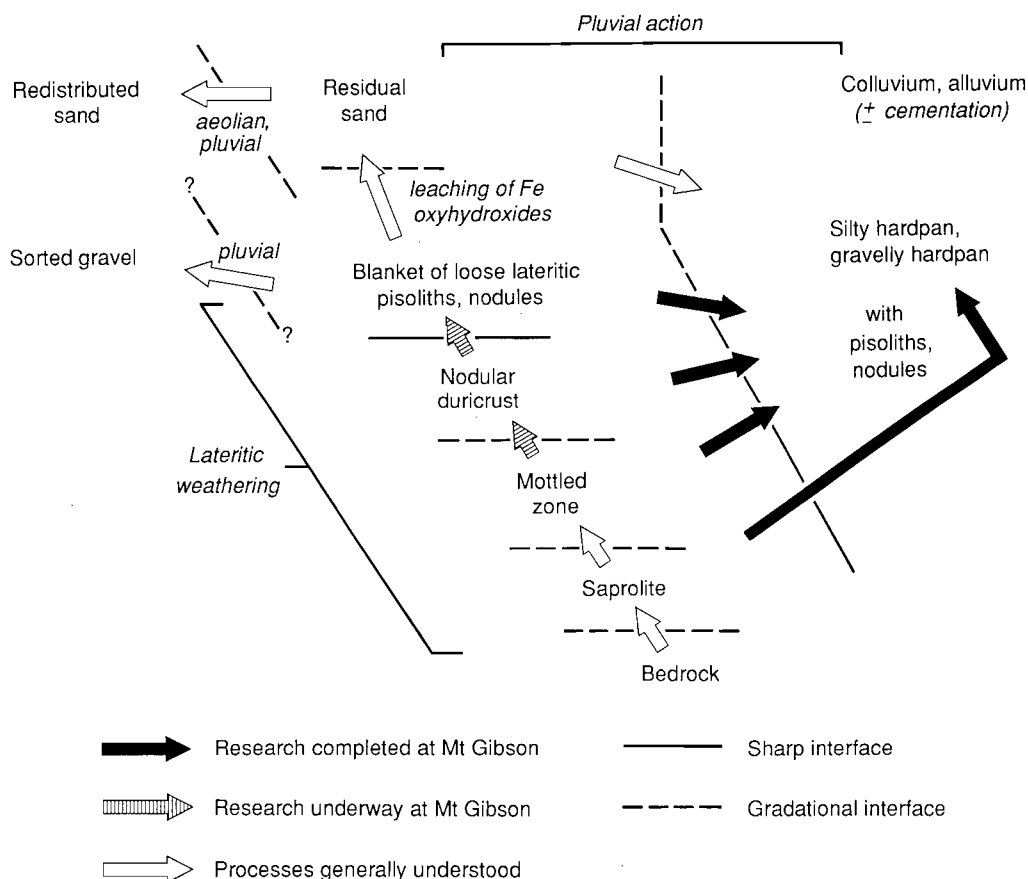 Pluvial action
Redistributed
sand
aeolian,
pluvial
Residual
sand
Colluvium, alluvium
(± cementation)
?
leaching of Fe
oxyhydroxides
Sorted gravel
pluvial
?
Blanket of loose lateritic
pisoliths, nodules
Silty hardpan,
gravelly hardpan
with
pisoliths,
nodules
Nodular
duricrust
Lateritic
weathering
Mottled
zone
Saprolite
Bedrock
Research completed at Mt Gibson
Sharp interface
Research underway at Mt Gibson
Gradational interface
Processes generally understood